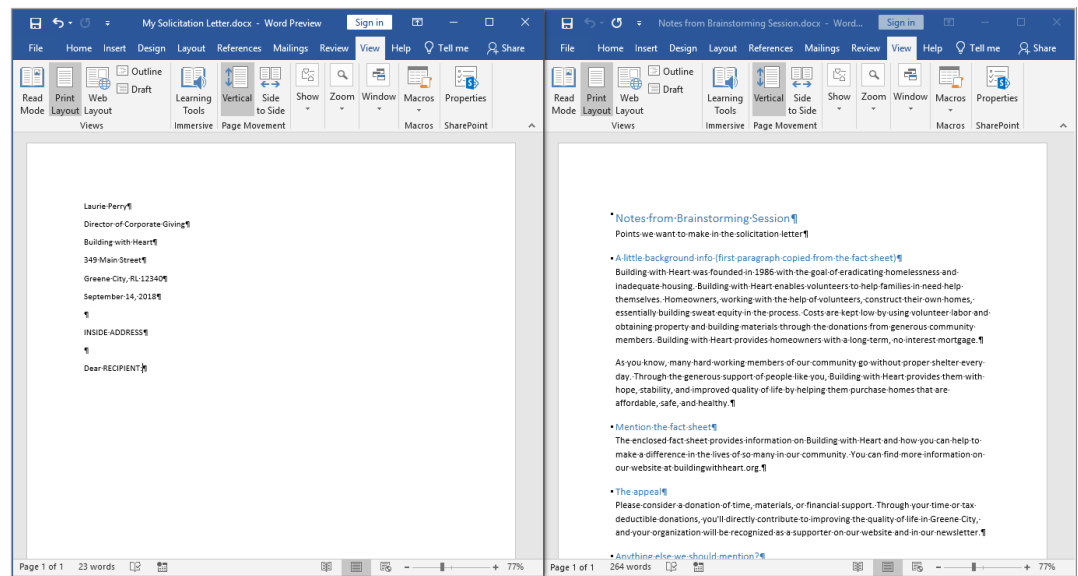 My Solicitation Letter.docx - Word Preview
Sign in
File Home Insert Design Layout References Mailings Review View Help Tell me Share
Read Mode
Print Layout
Web Layout
Outline
Draft
Learning Tools
Vertical
Side to Side
Show
Zoom
Window
Macros
Properties
Views
Immersive
Page Movement
Macros
SharePoint
Laurie·Perry¶
Director·of·Corporate·Giving¶
Building·with·Heart¶
349·Main·Street¶
Greene·City,·RL·12340¶
September·14,·2018¶
¶
INSIDE·ADDRESS¶
¶
Dear·RECIPIENT:¶
Page 1 of 1 23 words
77%
Notes from Brainstorming Session.docx - Word...
Sign in
File Home Insert Design Layout References Mailings Review View Help Tell me Share
Read Mode
Print Layout
Web Layout
Outline
Draft
Learning Tools
Vertical
Side to Side
Show
Zoom
Window
Macros
Properties
Views
Immersive
Page Movement
Macros
SharePoint
Notes·from·Brainstorming·Session¶
Points·we·want·to·make·in·the·solicitation·letter¶
A·little·background·info·(first·paragraph·copied·from·the·fact·sheet)¶
Building·with·Heart·was·founded·in·1986·with·the·goal·of·eradicating·homelessness·and·
inadequate·housing.·Building·with·Heart·enables·volunteers·to·help·families·in·need·help·
themselves.·Homeowners,·working·with·the·help·of·volunteers,·construct·their·own·homes,·
essentially·building·sweat·equity·in·the·process.·Costs·are·kept·low·by·using·volunteer·labor·and·
obtaining·property·and·building·materials·through·the·donations·from·generous·community·
members.·Building·with·Heart·provides·homeowners·with·a·long-term,·no-interest·mortgage.¶
As·you·know,·many·hard-working·members·of·our·community·go·without·proper·shelter·every·
day.·Through·the·generous·support·of·people·like·you,·Building·with·Heart·provides·them·with·
hope,·stability,·and·improved·quality·of·life·by·helping·them·purchase·homes·that·are·
affordable,·safe,·and·healthy.¶
Mention·the·fact·sheet¶
The·enclosed·fact·sheet·provides·information·on·Building·with·Heart·and·how·you·can·help·to·
make·a·difference·in·the·lives·of·so·many·in·our·community.·You·can·find·more·information·on·
our·website·at·buildingwithheart.org.¶
The·appeal¶
Please·consider·a·donation·of·time,·materials,·or·financial·support.·Through·your·time·or·tax-
deductible·donations,·you'll·directly·contribute·to·improving·the·quality·of·life·in·Greene·City,·
and·your·organization·will·be·recognized·as·a·supporter·on·our·website·and·in·our·newsletter.¶
Anything·else·we·should·mention?¶
Page 1 of 1 264 words
77%